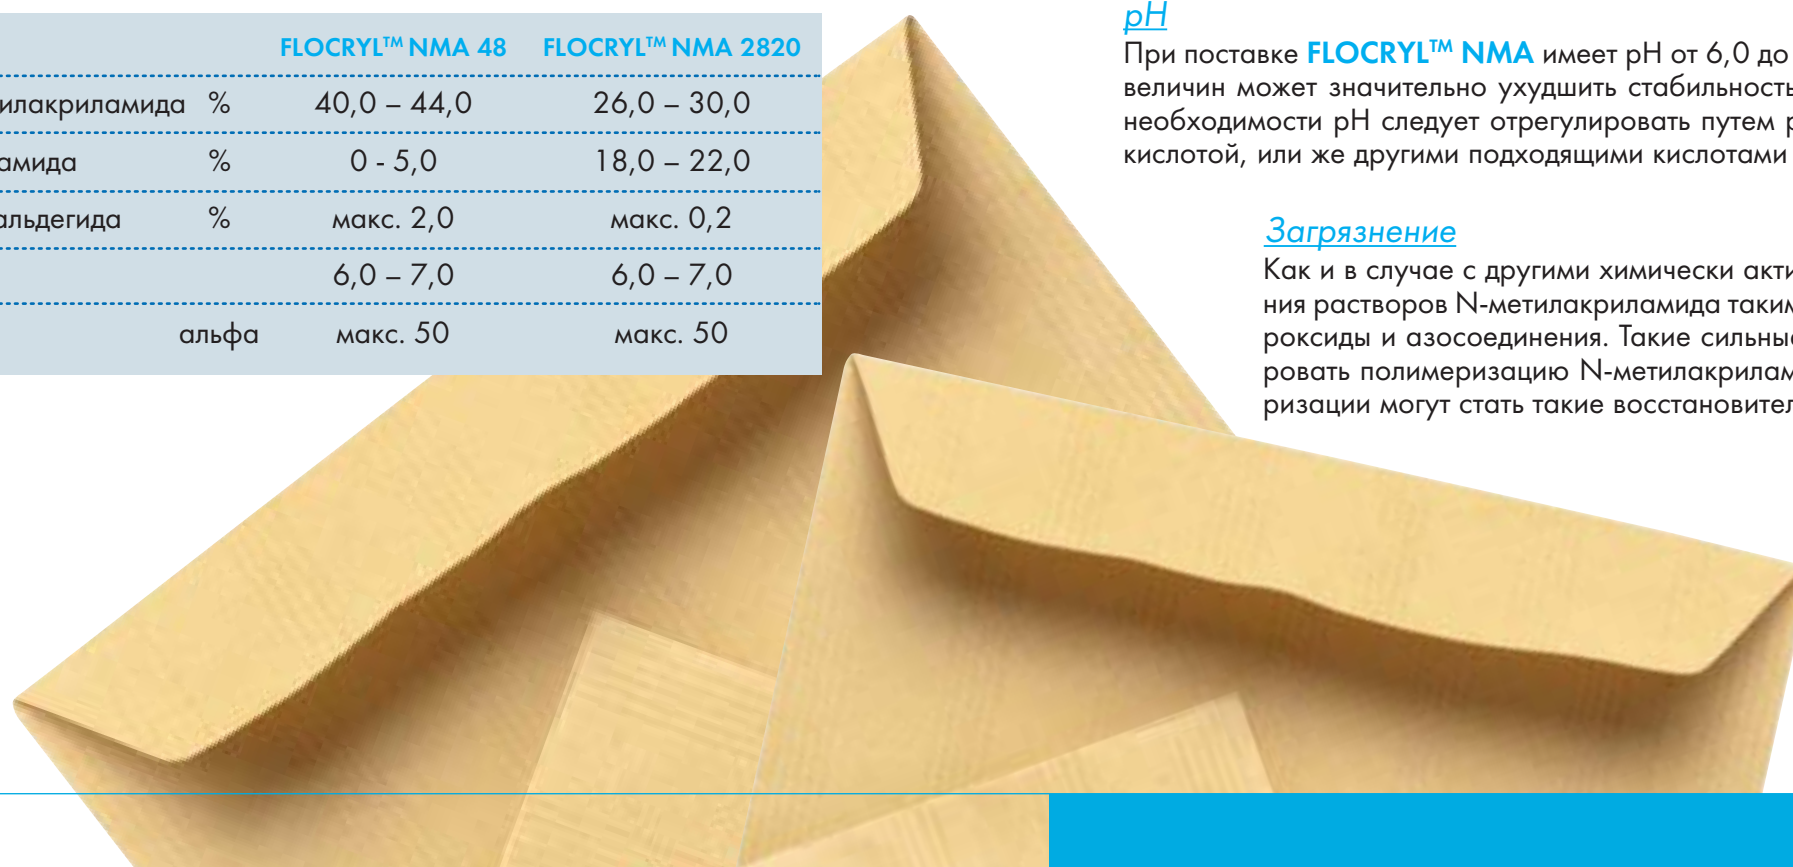 FLOCRYL™ NMA 48 FLOCRYL™ NMA 2820
илакриламида % 40,0 – 44,0 26,0 – 30,0
амида % 0 - 5,0 18,0 – 22,0
альдегида % макс. 2,0 макс. 0,2
6,0 – 7,0 6,0 – 7,0
альфа макс. 50 макс. 50
pH
При поставке FLOCRYL™ NMA имеет pH от 6,0 до
величин может значительно ухудшить стабильность
необходимости pH следует отрегулировать путем р
кислотой, или же другими подходящими кислотами
Загрязнение
Как и в случае с другими химически акти
ния растворов N-метилакриламида таким
роксиды и азосоединения. Такие сильные
ровать полимеризацию N-метилакрилам
ризации могут стать такие восстановител